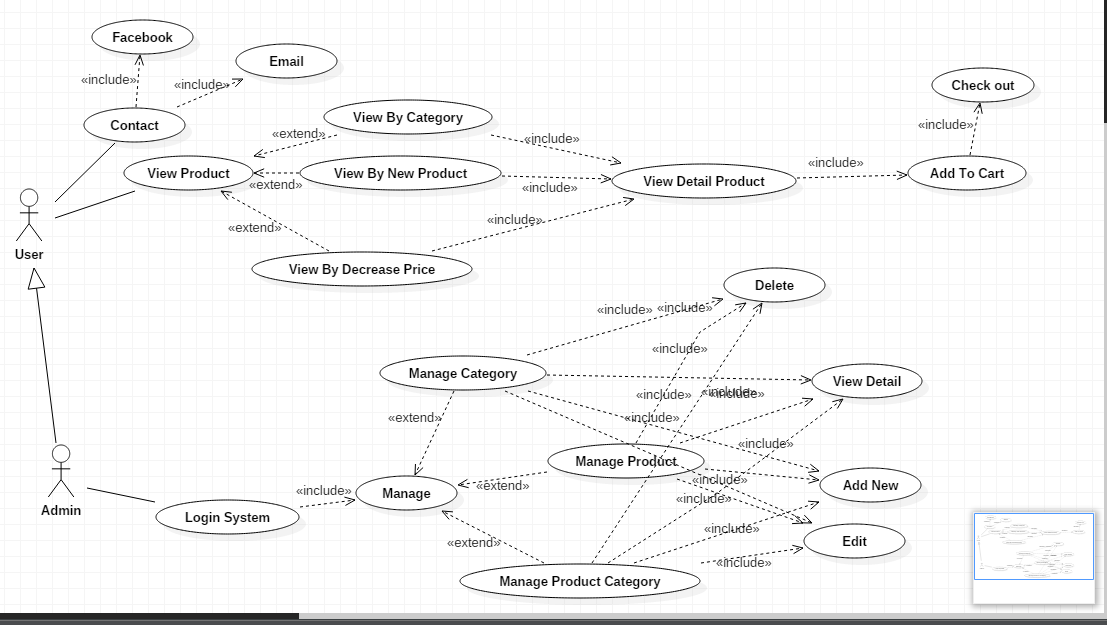 Facebook
Email
«include»
«include»
Check out
Contact
View By Category
«include»
«extend»
«include»
View Product
View By New Product
View Detail Product
«include»
Add To Cart
«extend»
«include»
«extend»
«include»
User
View By Decrease Price
Delete
«include»
«include»
«include»
Manage Category
View Detail
«include»
«include»
«include»
«extend»
«include»
«include»
Manage Product
«include»
«extend»
Add New
«include»
Manage
«include»
Admin
Login System
«include»
Edit
«extend»
«include»
Manage Product Category